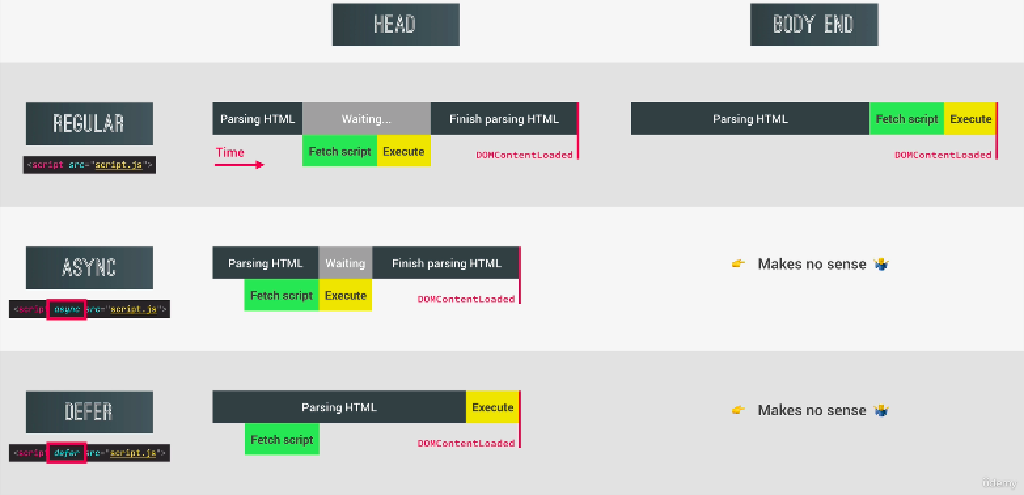 HEAD
BODY END
REGULAR
<script src="script.js">
Parsing HTML
Waiting...
Finish parsing HTML
Time
Fetch script
Execute
DOMContentLoaded
Parsing HTML
Fetch script
Execute
DOMContentLoaded
ASYNC
<script async src="script.js">
Parsing HTML
Waiting
Finish parsing HTML
Fetch script
Execute
DOMContentLoaded
👉 Makes no sense 🤷‍♂️
DEFER
<script defer src="script.js">
Parsing HTML
Execute
Fetch script
DOMContentLoaded
👉 Makes no sense 🤷‍♂️
ûdemy